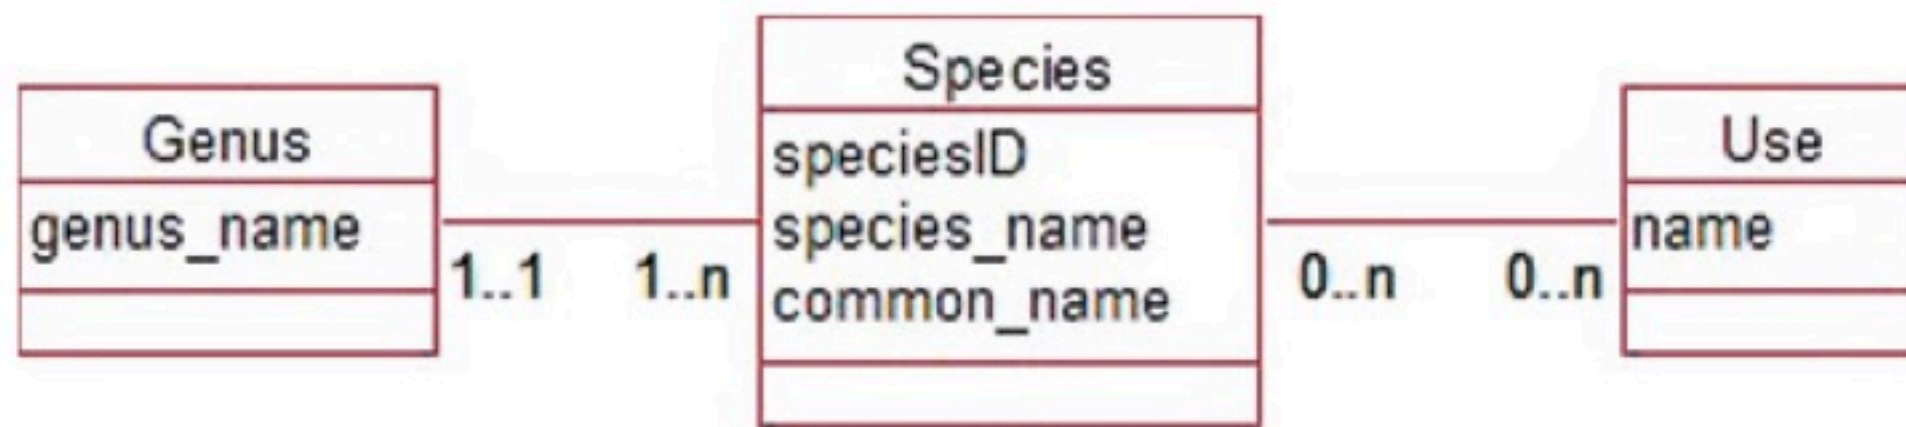 Genus
genus_name
1..1
1..n
Species
speciesID
species_name
common_name
0..n
0..n
Use
name